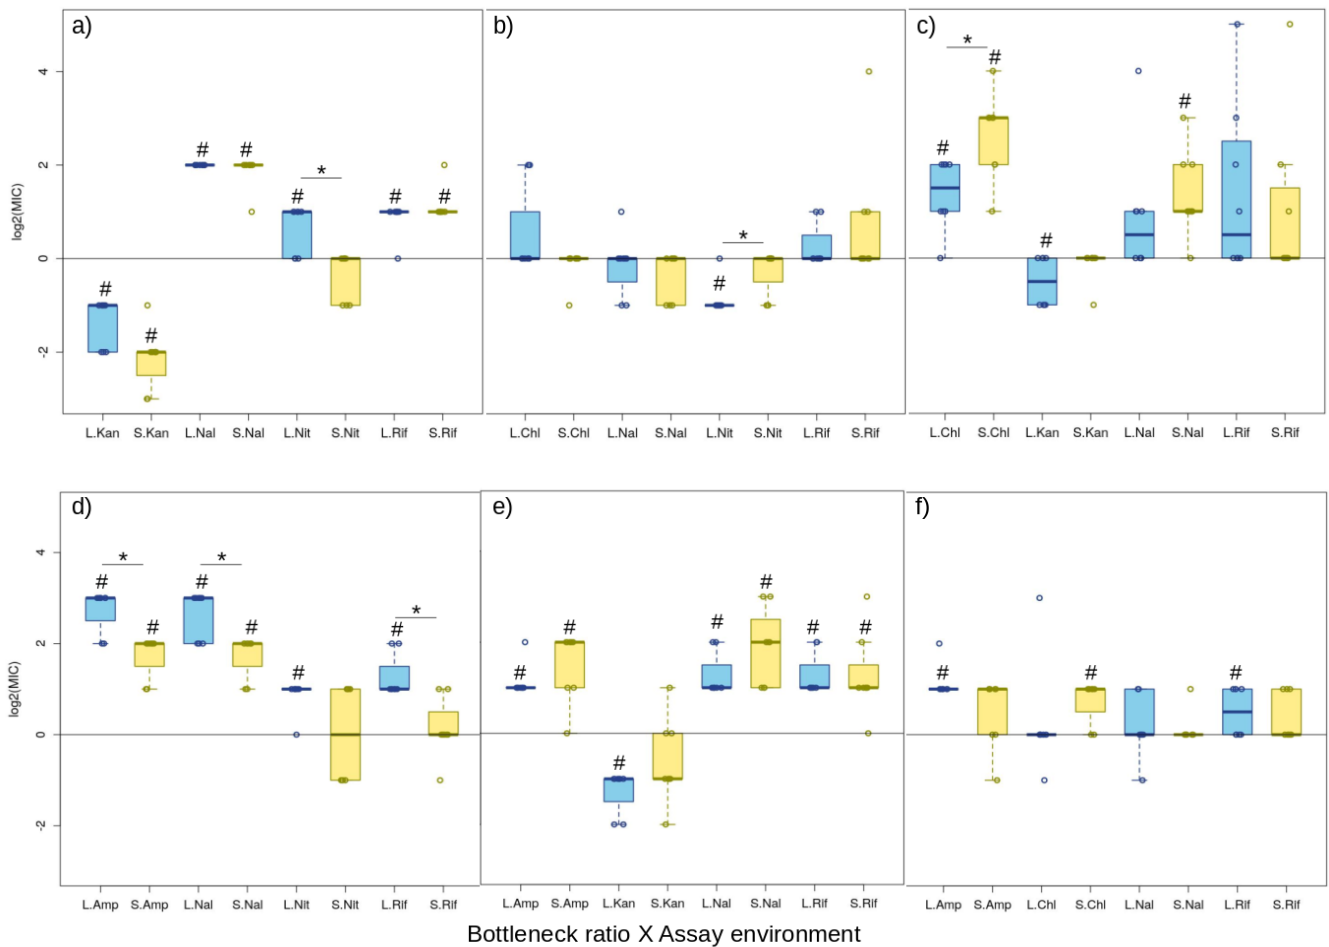 a) b) c)
* # *
# # # * # # # #
# * #
# # #
log2(MIC)
4
2
0
-2
L.Kan S.Kan L.Nal S.Nal L.Nit S.Nit L.Rif S.Rif L.Chl S.Chl L.Nal S.Nal L.Nit S.Nit L.Rif S.Rif L.Chl S.Chl L.Kan S.Kan L.Nal S.Nal L.Rif S.Rif
d) e) f)
* *
# # #
* # # # # # # #
# # # # # #
#
log2(MIC)
4
2
0
-2
L.Amp S.Amp L.Nal S.Nal L.Nit S.Nit L.Rif S.Rif L.Amp S.Amp L.Kan S.Kan L.Nal S.Nal L.Rif S.Rif L.Amp S.Amp L.Chl S.Chl L.Nal S.Nal L.Rif S.Rif
Bottleneck ratio X Assay environment